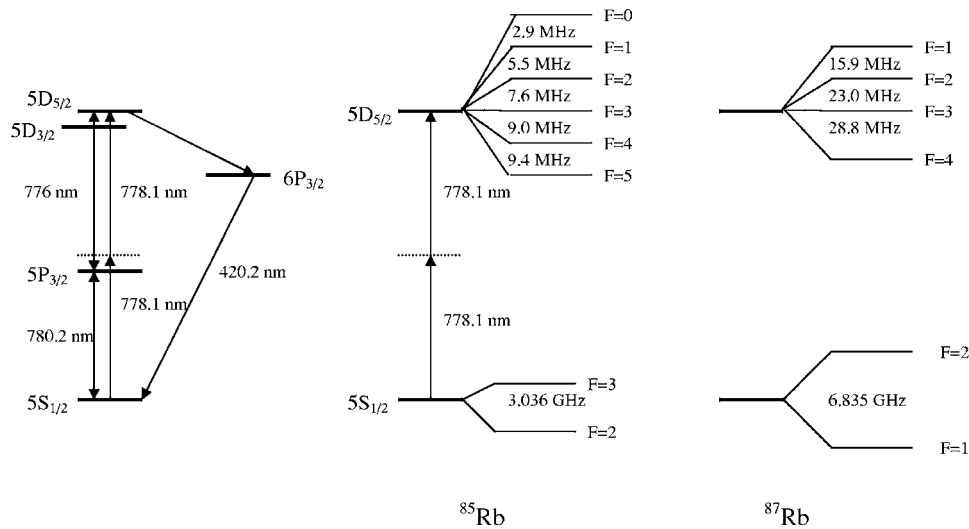 5D5/2
5D3/2
6P3/2
776 nm
778.1 nm
5P3/2
420.2 nm
778.1 nm
780.2 nm
5S1/2
F=0
2.9 MHz
F=1
5.5 MHz
F=2
7.6 MHz
5D5/2
F=3
9.0 MHz
F=4
9.4 MHz
F=5
778.1 nm
778.1 nm
F=3
5S1/2
3.036 GHz
F=2
85Rb
F=1
15.9 MHz
F=2
23.0 MHz
F=3
28.8 MHz
F=4
F=2
6.835 GHz
F=1
87Rb